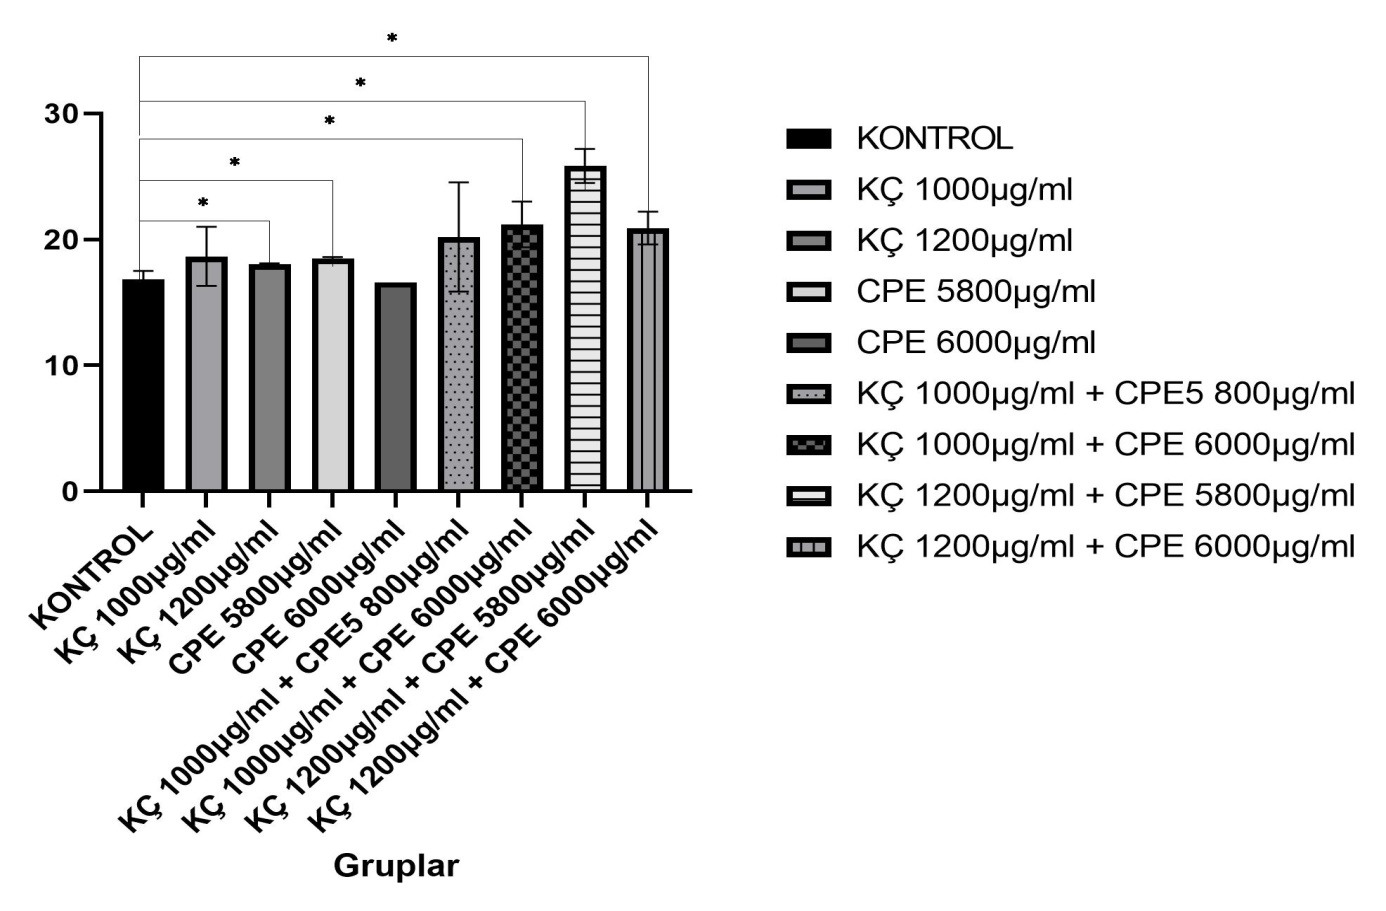 *
*
*
*
*
30
20
10
0
KONTROL
KÇ 1000µg/ml
KÇ 1200µg/ml
CPE 5800µg/ml
CPE 6000µg/ml
KÇ 1000µg/ml + CPE5 800µg/ml
KÇ 1000µg/ml + CPE 6000µg/ml
KÇ 1200µg/ml + CPE 5800µg/ml
KÇ 1200µg/ml + CPE 6000µg/ml
Gruplar
KONTROL
KÇ 1000µg/ml
KÇ 1200µg/ml
CPE 5800µg/ml
CPE 6000µg/ml
KÇ 1000µg/ml + CPE5 800µg/ml
KÇ 1000µg/ml + CPE 6000µg/ml
KÇ 1200µg/ml + CPE 5800µg/ml
KÇ 1200µg/ml + CPE 6000µg/ml